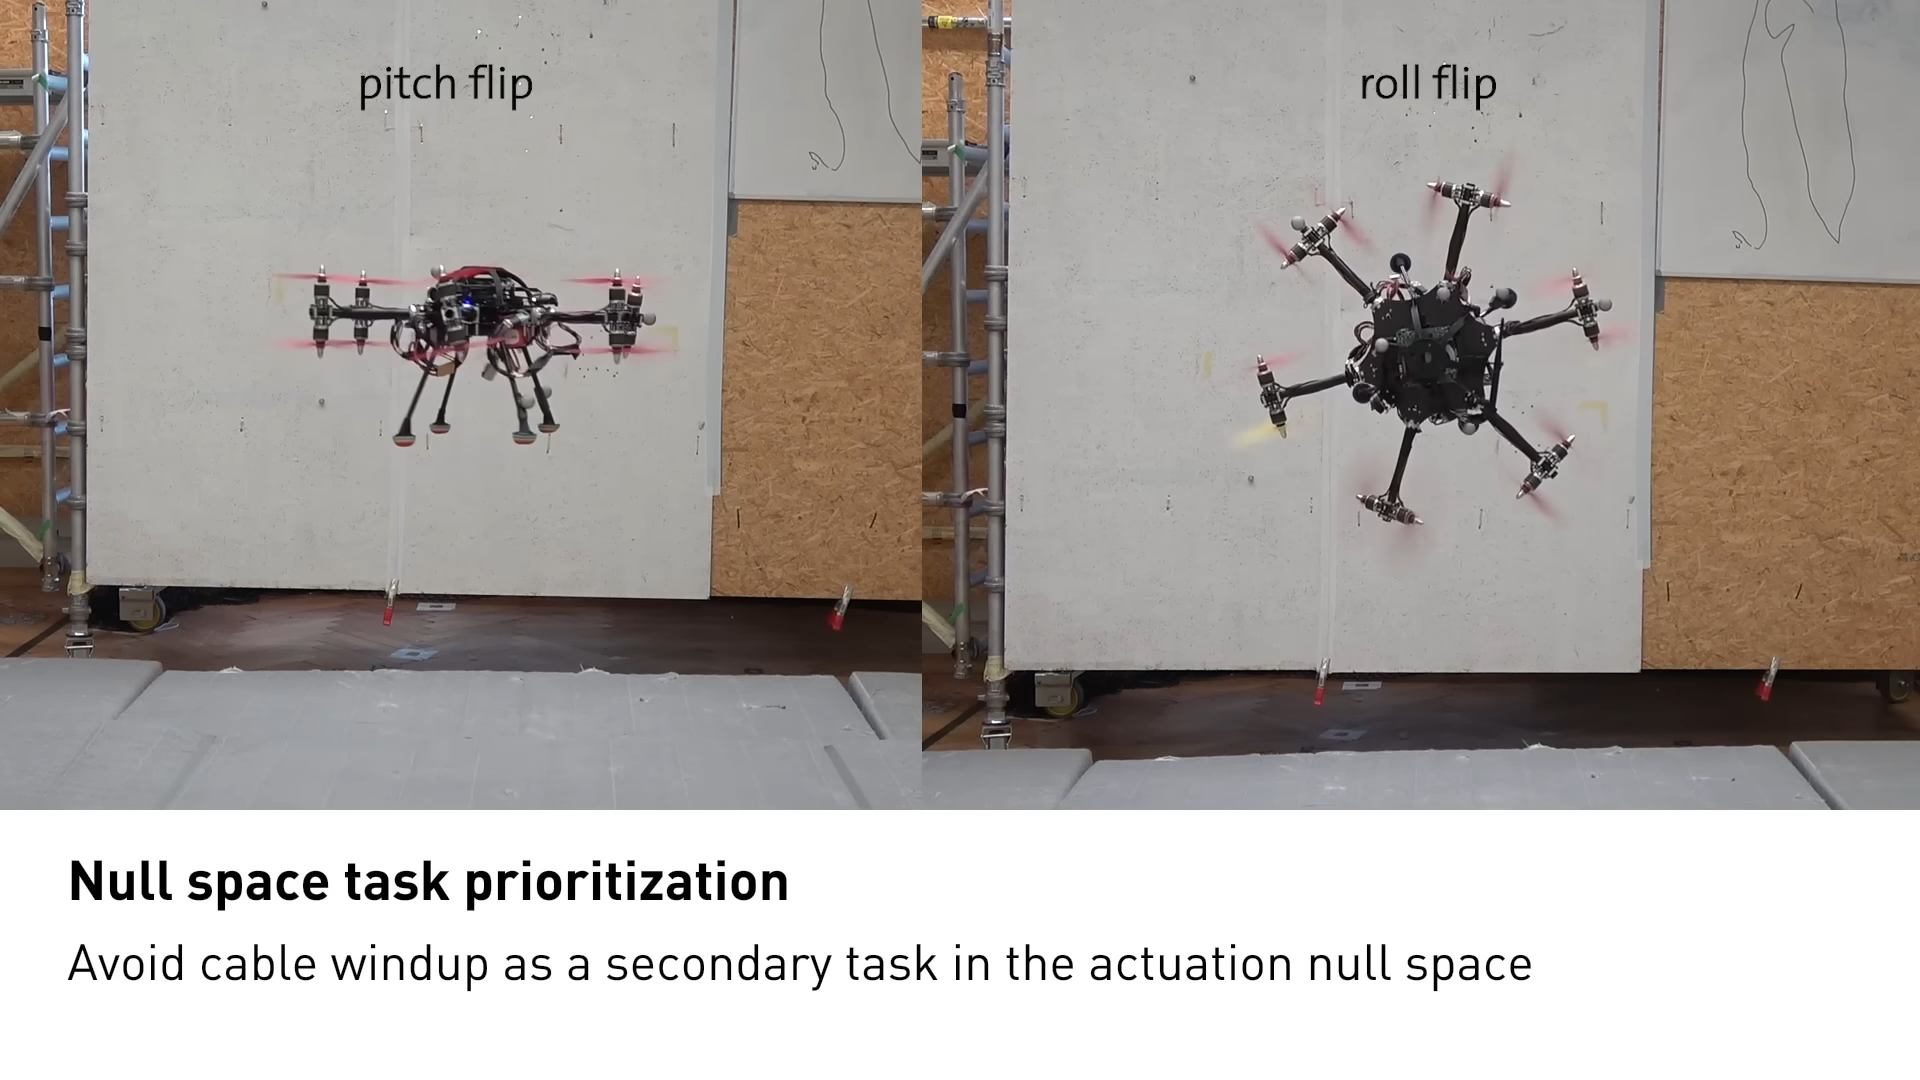 pitch flip
roll flip
Null space task prioritization
Avoid cable windup as a secondary task in the actuation null space